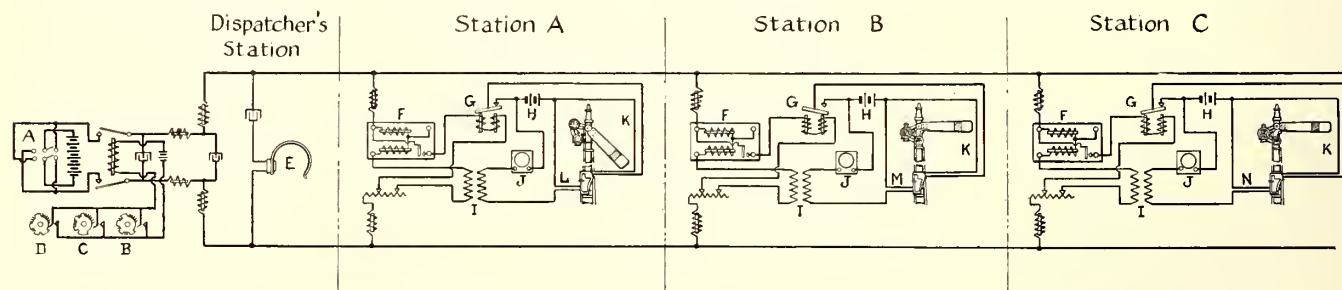 Dispatcher's
Station
Station A
Station B
Station C
A
D C B
E
F
G
H
K
L
J
I
F
G
H
K
M
J
I
F
G
H
K
N
J
I